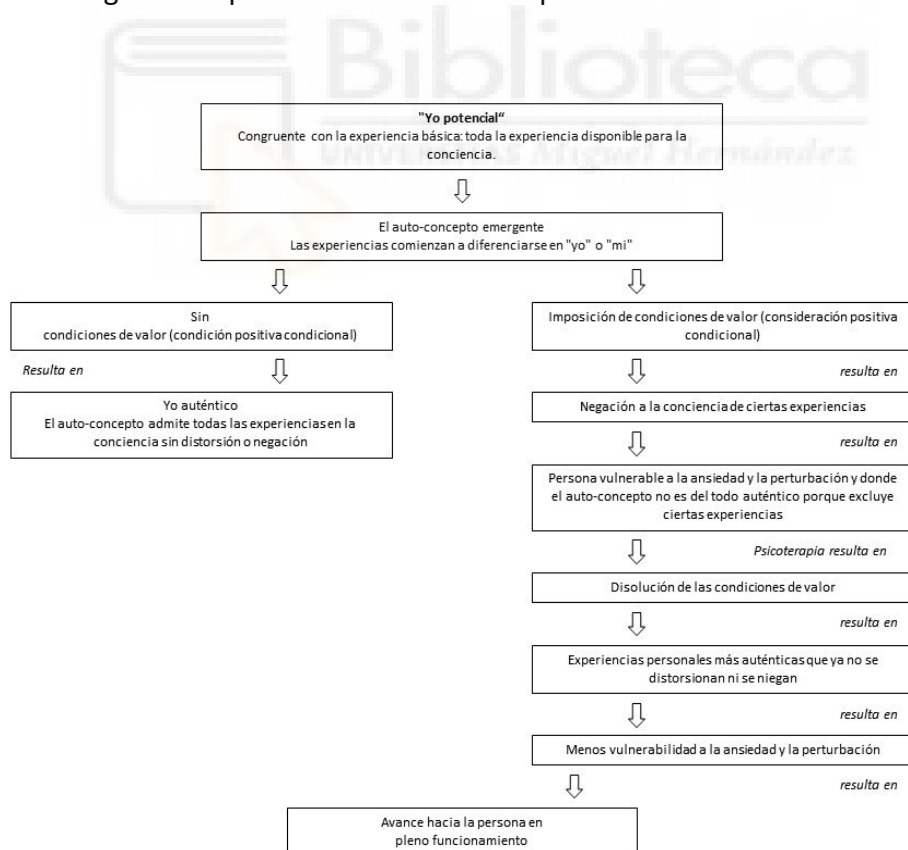 Biblioteca
UNIVERSITAS Miguel Hernández
"Yo potencial“
Congruente con la experiencia básica: toda la experiencia disponible para la
conciencia.
El auto-concepto emergente
Las experiencias comienzan a diferenciarse en "yo" o "mi"
Sin
condiciones de valor (condición positiva condicional)
Resulta en
Yo auténtico
El auto-concepto admite todas las experiencias en la
conciencia sin distorsión o negación
Imposición de condiciones de valor (consideración positiva
condicional)
resulta en
Negación a la conciencia de ciertas experiencias
resulta en
Persona vulnerable a la ansiedad y la perturbación y donde
el auto-concepto no es del todo auténtico porque excluye
ciertas experiencias
Psicoterapia resulta en
Disolución de las condiciones de valor
resulta en
Experiencias personales más auténticas que ya no se
distorsionan ni se niegan
resulta en
Menos vulnerabilidad a la ansiedad y la perturbación
resulta en
Avance hacia la persona en
pleno funcionamiento